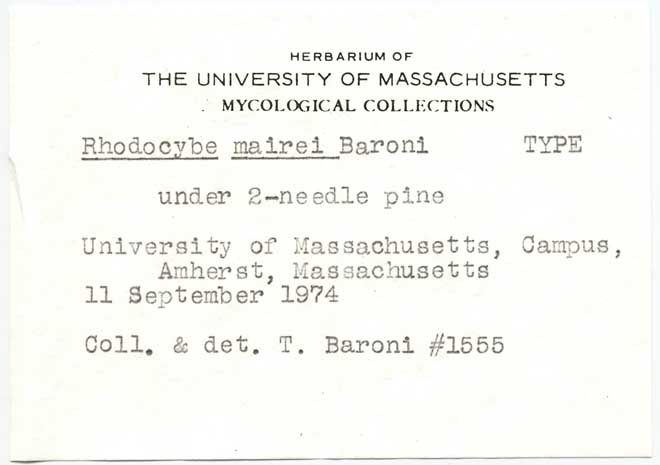 HERBARIUM OF
THE UNIVERSITY OF MASSACHUSETTS
MYCOLOGICAL COLLECTIONS
Rhodocybe mairei Baroni TYPE
under 2-needle pine
University of Massachusetts, Campus,
Amherst, Massachusetts
11 September 1974
Coll. & det. T. Baroni #1555